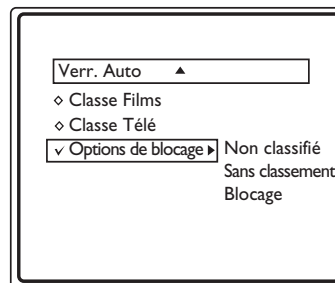 Verr. Auto ▲
◇ Classe Films
◇ Classe Télé
✓ Options de blocage ▶ Non classifié
Sans classement
Blocage